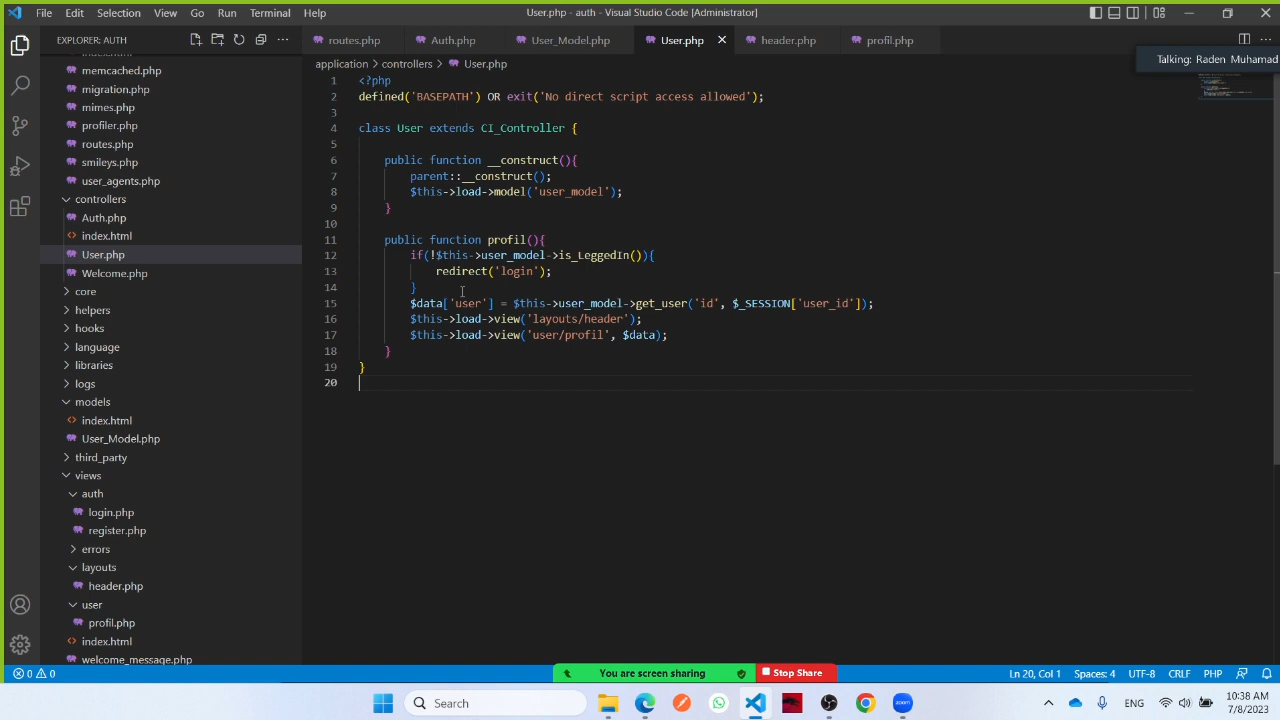 File Edit Selection View Go Run Terminal Help
User.php - auth - Visual Studio Code [Administrator]
EXPLORER: AUTH
routes.php Auth.php User_Model.php User.php header.php profil.php
Talking: Raden Muhamad
application controllers User.php
memcached.php
migration.php
mimes.php
profiler.php
routes.php
smileys.php
user_agents.php
controllers
Auth.php
index.html
User.php
Welcome.php
core
helpers
hooks
language
libraries
logs
models
index.html
User_Model.php
third_party
views
auth
login.php
register.php
errors
layouts
header.php
user
profil.php
index.html
welcome_message.php
1 <?php
2 defined('BASEPATH') OR exit('No direct script access allowed');
3
4 class User extends CI_Controller {
5
6 public function __construct(){
7 parent::__construct();
8 $this->load->model('user_model');
9 }
10
11 public function profil(){
12 if(!$this->user_model->is_LeggedIn()){
13 redirect('login');
14 }
15 $data['user'] = $this->user_model->get_user('id', $_SESSION['user_id']);
16 $this->load->view('layouts/header');
17 $this->load->view('user/profil', $data);
18 }
19 }
20
0 0
You are screen sharing
Stop Share
Ln 20, Col 1 Spaces: 4 UTF-8 CRLF PHP
Search
zoom
ENG
10:38 AM
7/8/2023